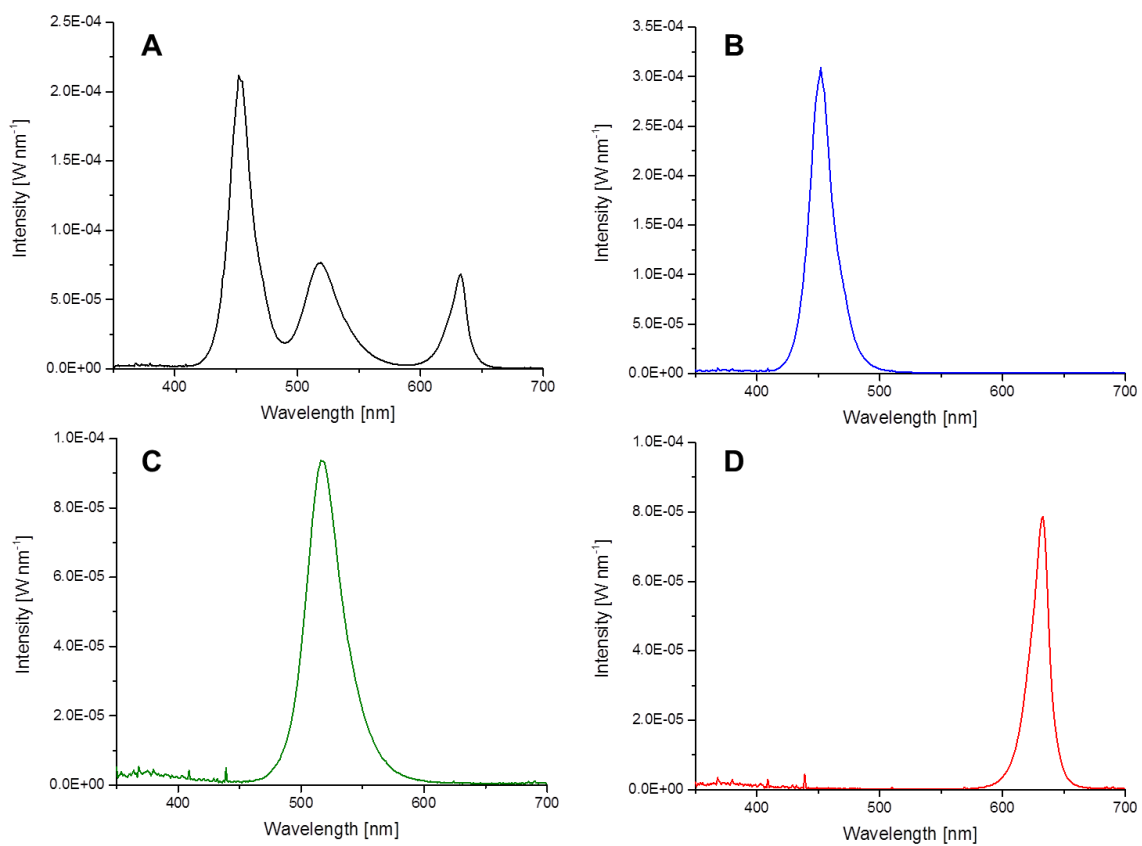 A
Intensity [W nm⁻¹]
2.5E-04
2.0E-04
1.5E-04
1.0E-04
5.0E-05
0.0E+00
400
500
600
700
Wavelength [nm]
B
Intensity [W nm⁻¹]
3.5E-04
3.0E-04
2.5E-04
2.0E-04
1.5E-04
1.0E-04
5.0E-05
0.0E+00
400
500
600
700
Wavelength [nm]
C
Intensity [W nm⁻¹]
1.0E-04
8.0E-05
6.0E-05
4.0E-05
2.0E-05
0.0E+00
400
500
600
700
Wavelength [nm]
D
Intensity [W nm⁻¹]
1.0E-04
8.0E-05
6.0E-05
4.0E-05
2.0E-05
0.0E+00
400
500
600
700
Wavelength [nm]